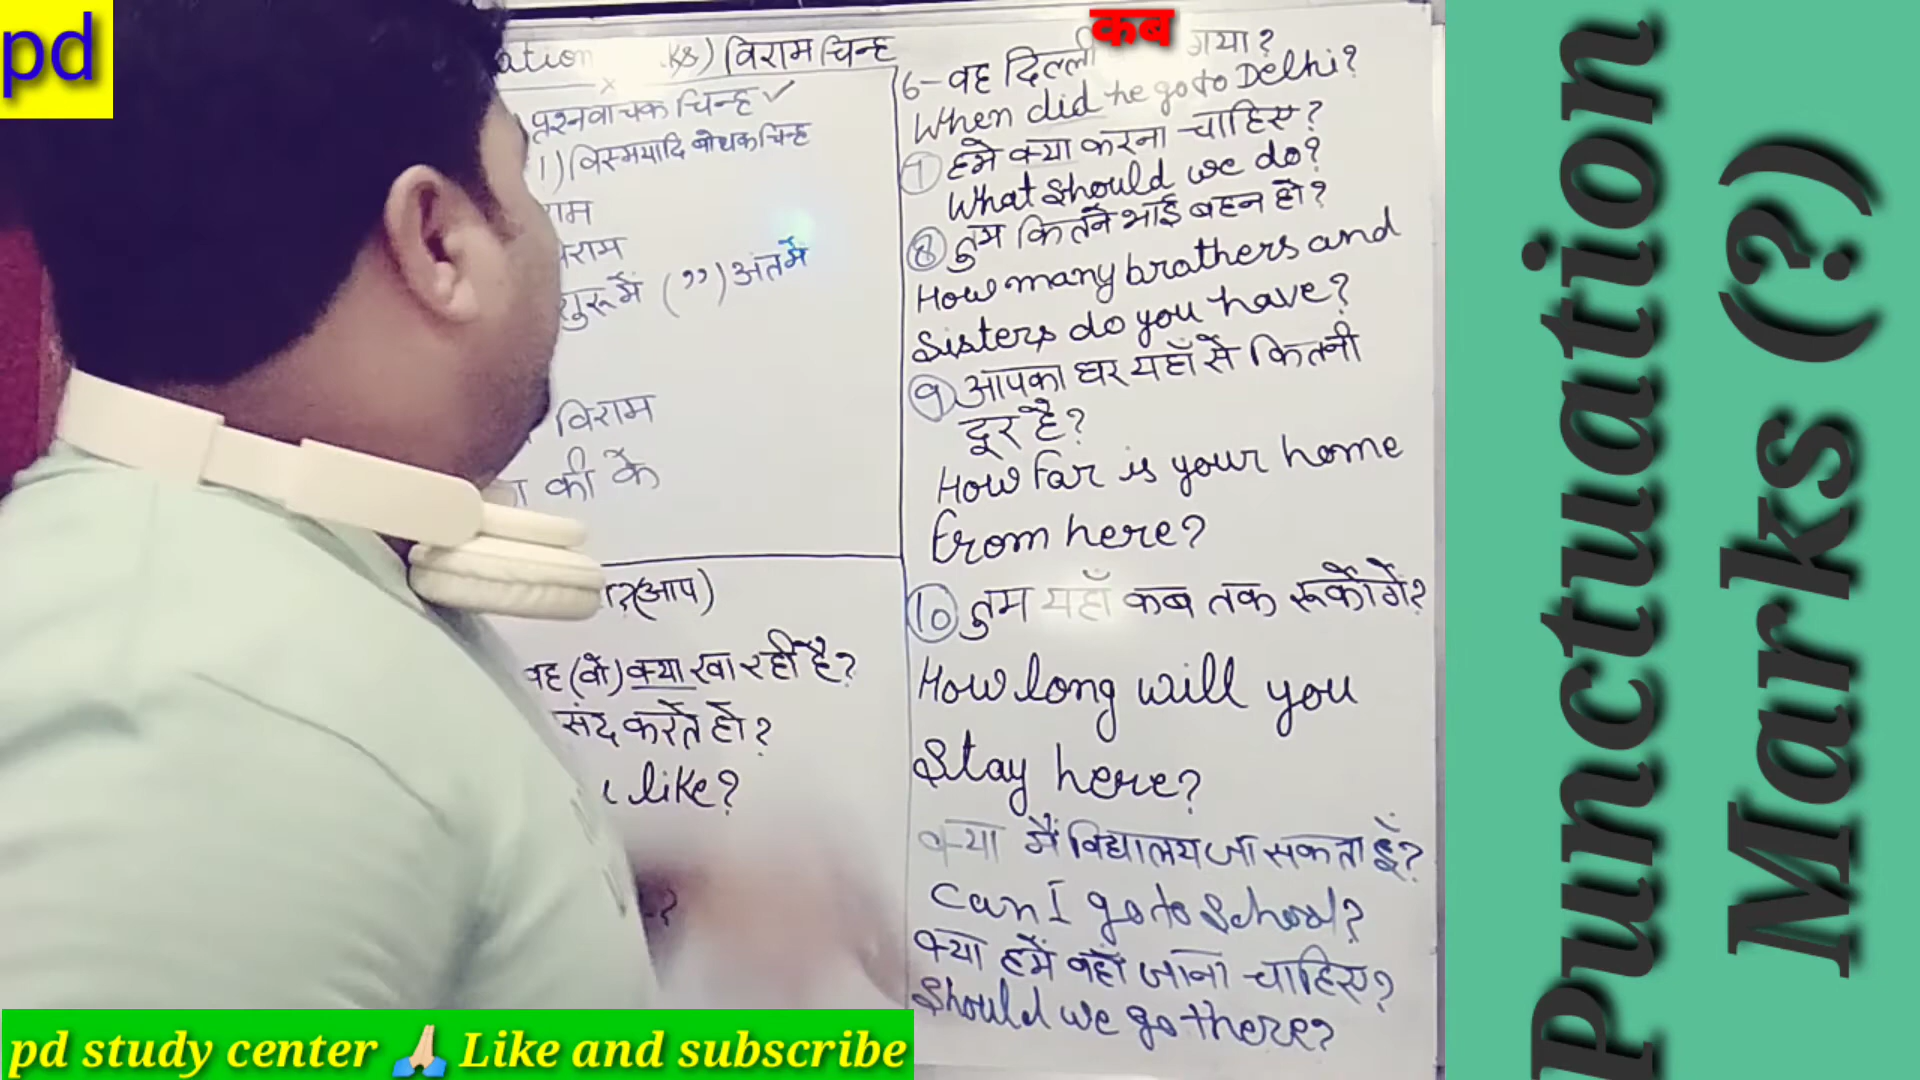 pd
ation ks) विराम चिन्ह
प्रश्नवाचक चिन्ह ✓
1) विस्मयादि बोधक चिन्ह
राम
विराम
शुरू में ( ” ) अंत में
विराम
की के
?(आप)
वह (वो) क्या खा रही है?
संद करते हो?
like?
?
कब
6- वह दिल्ली गया?
When did he go to Delhi?
7 हमे क्या करना चाहिए?
What should we do?
8 तुम कितने भाई बहन हो?
How many brathers and
Sisters do you have?
9 आपका घर यहाँ से कितनी
दूर है?
How far is your home
from here?
10 तुम यहाँ कब तक रूकोगें?
How long will you
Stay here?
क्या मैं विद्यालय जा सकता हूँ?
Can I go to School?
क्या हमें वहाँ जाना चाहिए?
Should we go there?
pd study center 🙏🏻 Like and subscribe
Punctuation
Marks (?)